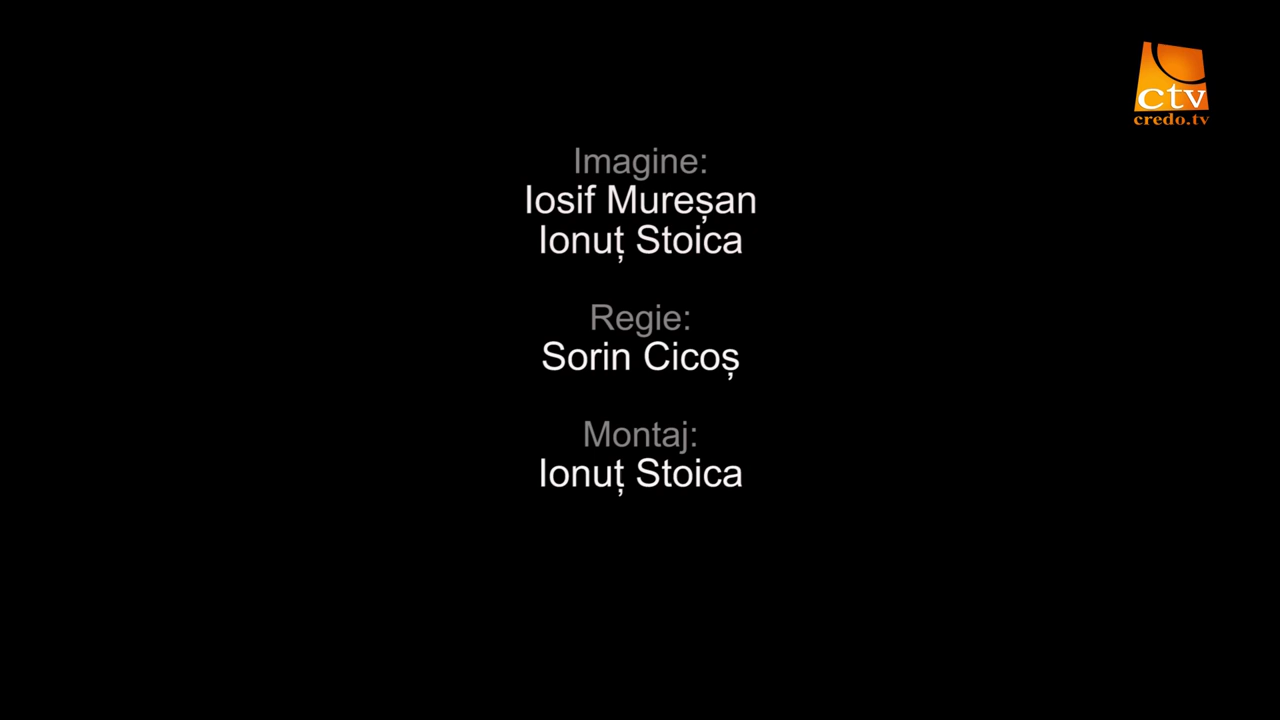 ctv
credo.tv
Imagine:
Iosif Mureșan
Ionuț Stoica
Regie:
Sorin Cicoș
Montaj:
Ionuț Stoica